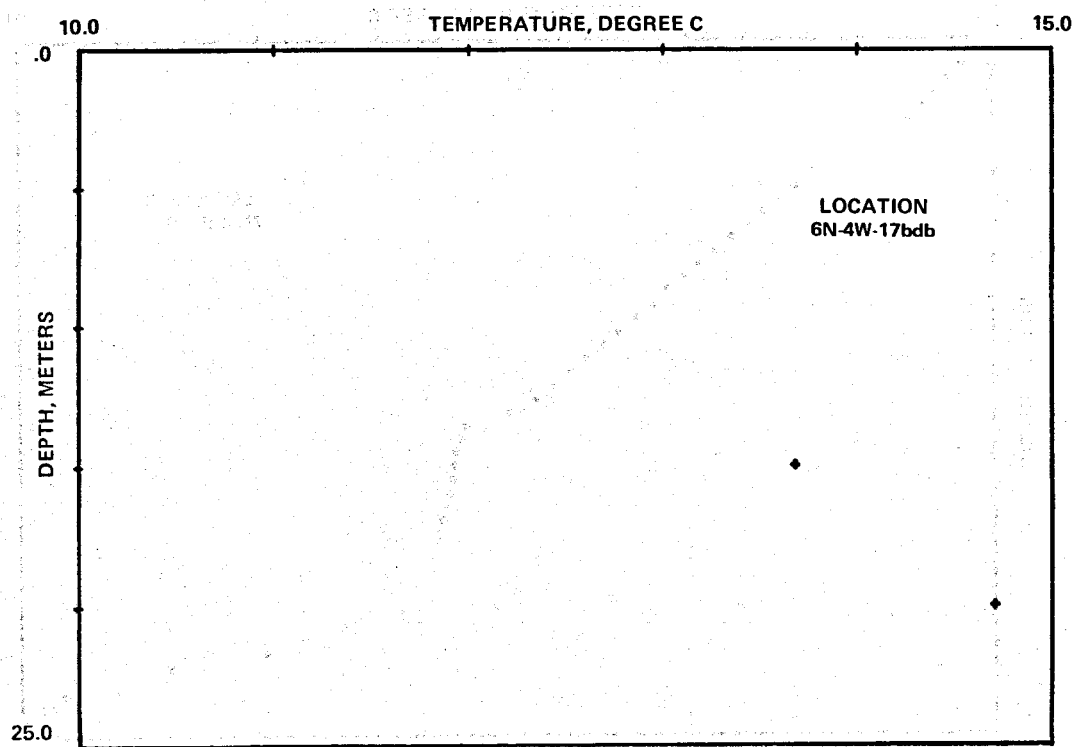 10.0
TEMPERATURE, DEGREE C
15.0
.0
LOCATION
6N-4W-17bdb
DEPTH, METERS
25.0